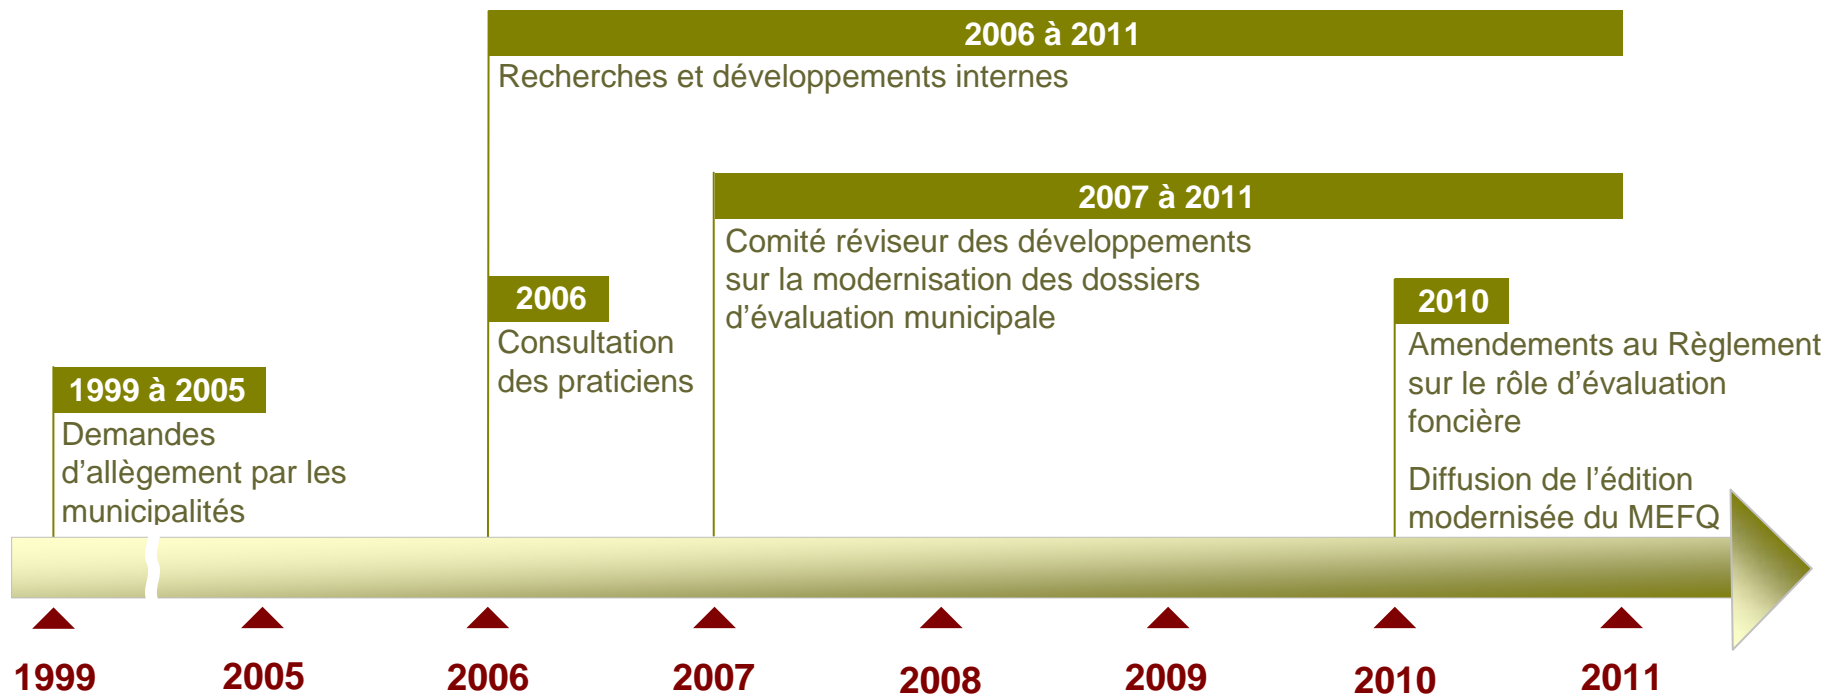 2006 à 2011
Recherches et développements internes
2007 à 2011
Comité réviseur des développements
sur la modernisation des dossiers
d’évaluation municipale
2006
Consultation
des praticiens
2010
Amendements au Règlement
sur le rôle d’évaluation
foncière
Diffusion de l’édition
modernisée du MEFQ
1999 à 2005
Demandes
d’allègement par les
municipalités
1999
2005
2006
2007
2008
2009
2010
2011